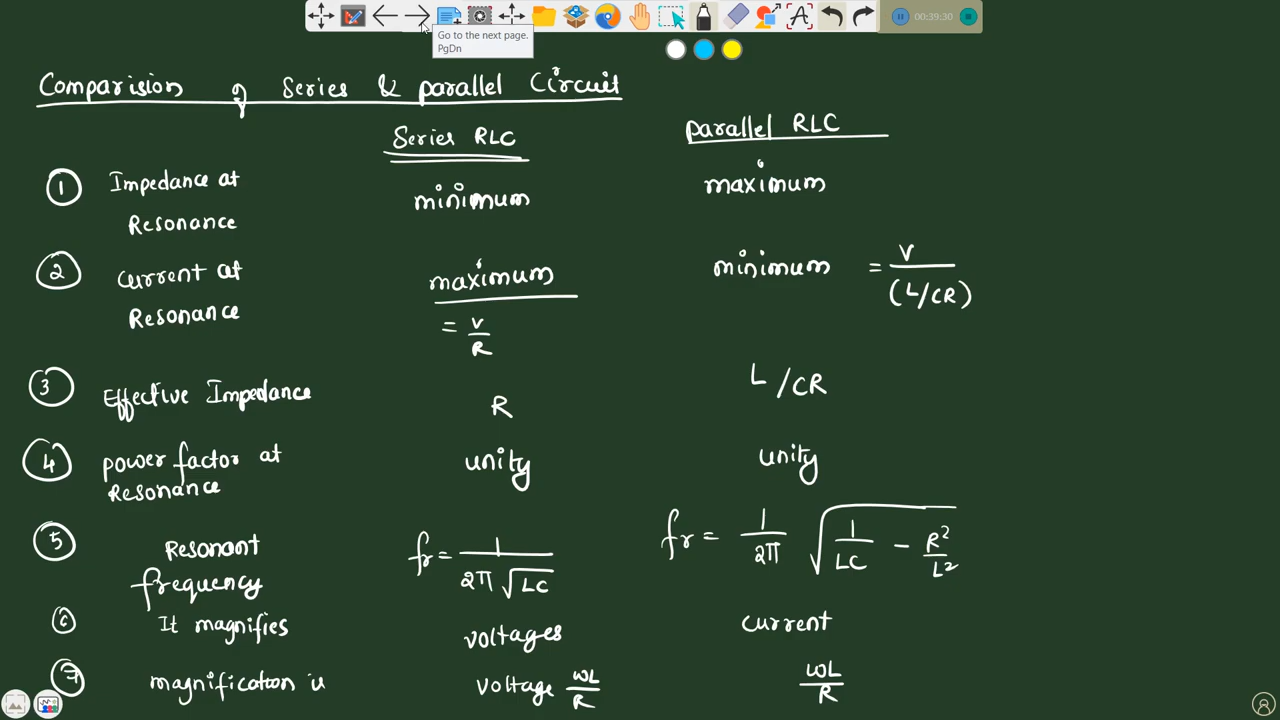 00:39:30
Go to the next page.
PgDn
Comparision of Series & parallel Circuit
Series RLC parallel RLC
1 Impedance at Resonance minimum maximum
2 Current at Resonance maximum = V/R minimum = V/(L/CR)
3 Effective Impedance R L/CR
4 power factor at Resonance unity unity
5 Resonant frequency fr = 1/2π√LC fr = 1/2π √1/LC − R²/L²
6 It magnifies voltages current
7 magnification is voltage ωL/R ωL/R